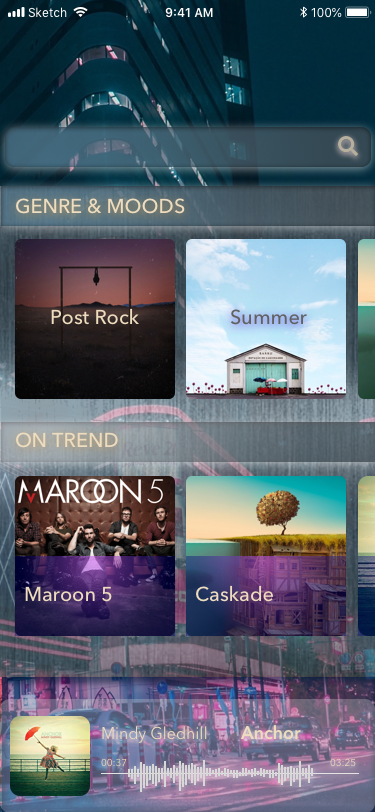 Sketch 9:41 AM 100%
GENRE & MOODS
Post Rock Summer
ON TREND
MAROON 5
Maroon 5 Caskade
Mindy Gledhill Anchor
00:37 03:25